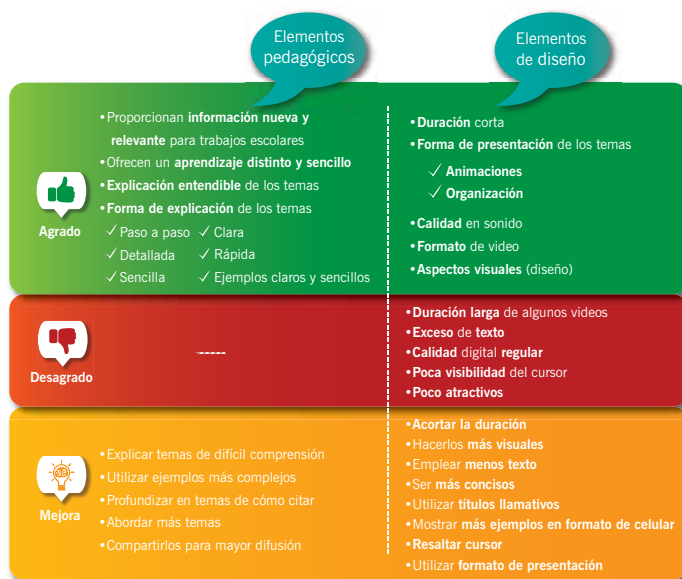 Elementos
pedagógicos
Elementos
de diseño
Agrado
•Proporcionan información nueva y
relevante para trabajos escolares
•Ofrecen un aprendizaje distinto y sencillo
•Explicación entendible de los temas
•Forma de explicación de los temas
✓ Paso a paso ✓ Clara
✓ Detallada ✓ Rápida
✓ Sencilla ✓ Ejemplos claros y sencillos
•Duración corta
•Forma de presentación de los temas
✓ Animaciones
✓ Organización
•Calidad en sonido
•Formato de video
•Aspectos visuales (diseño)
Desagrado
-----
•Duración larga de algunos videos
•Exceso de texto
•Calidad digital regular
•Poca visibilidad del cursor
•Poco atractivos
Mejora
•Explicar temas de difícil comprensión
•Utilizar ejemplos más complejos
•Profundizar en temas de cómo citar
•Abordar más temas
•Compartirlos para mayor difusión
•Acortar la duración
•Hacerlos más visuales
•Emplear menos texto
•Ser más concisos
•Utilizar títulos llamativos
•Mostrar más ejemplos en formato de celular
•Resaltar cursor
•Utilizar formato de presentación